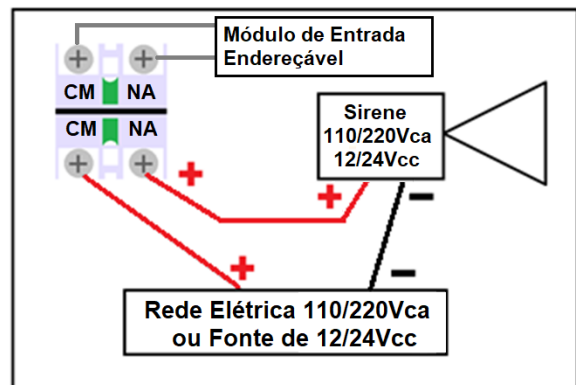 Módulo de Entrada
Endereçável
CM NA
CM NA
Sirene
110/220Vca
12/24Vcc
+
+
+
−
−
Rede Elétrica 110/220Vca
ou Fonte de 12/24Vcc